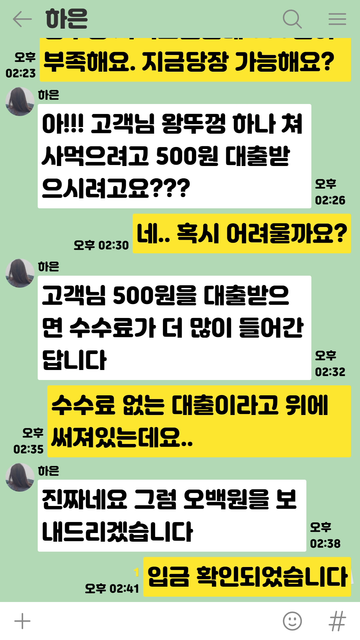 하은
오후
02:23
부족해요. 지금당장 가능해요?
하은
아!!! 고객님 왕뚜껑 하나 쳐
사먹으려고 500원 대출받
으시려고요???
오후
02:26
오후 02:30
네.. 혹시 어려울까요?
하은
고객님 500원을 대출받으
면 수수료가 더 많이 들어간
답니다
오후
02:32
수수료 없는 대출이라고 위에
써져있는데요..
오후
02:35
하은
진짜네요 그럼 오백원을 보
내드리겠습니다
오후
02:38
1
오후 02:41
입금 확인되었습니다